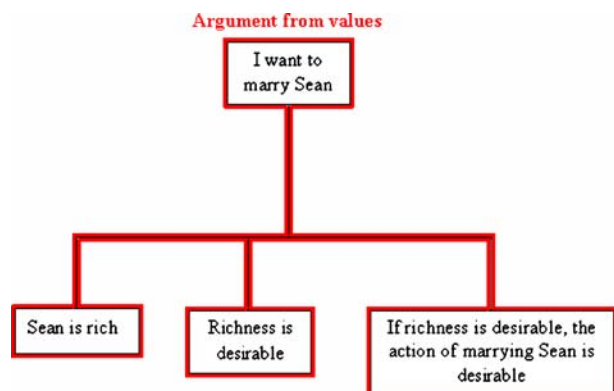 Argument from values
I want to
marry Sean
Sean is rich
Richness is
desirable
If richness is desirable, the
action of marrying Sean is
desirable